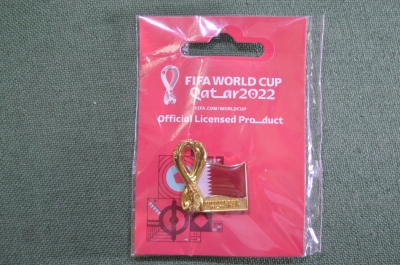 FIFA WORLD CUP
Qatar2022
FIFA.COM/WORLDCUP
Official Licensed Product